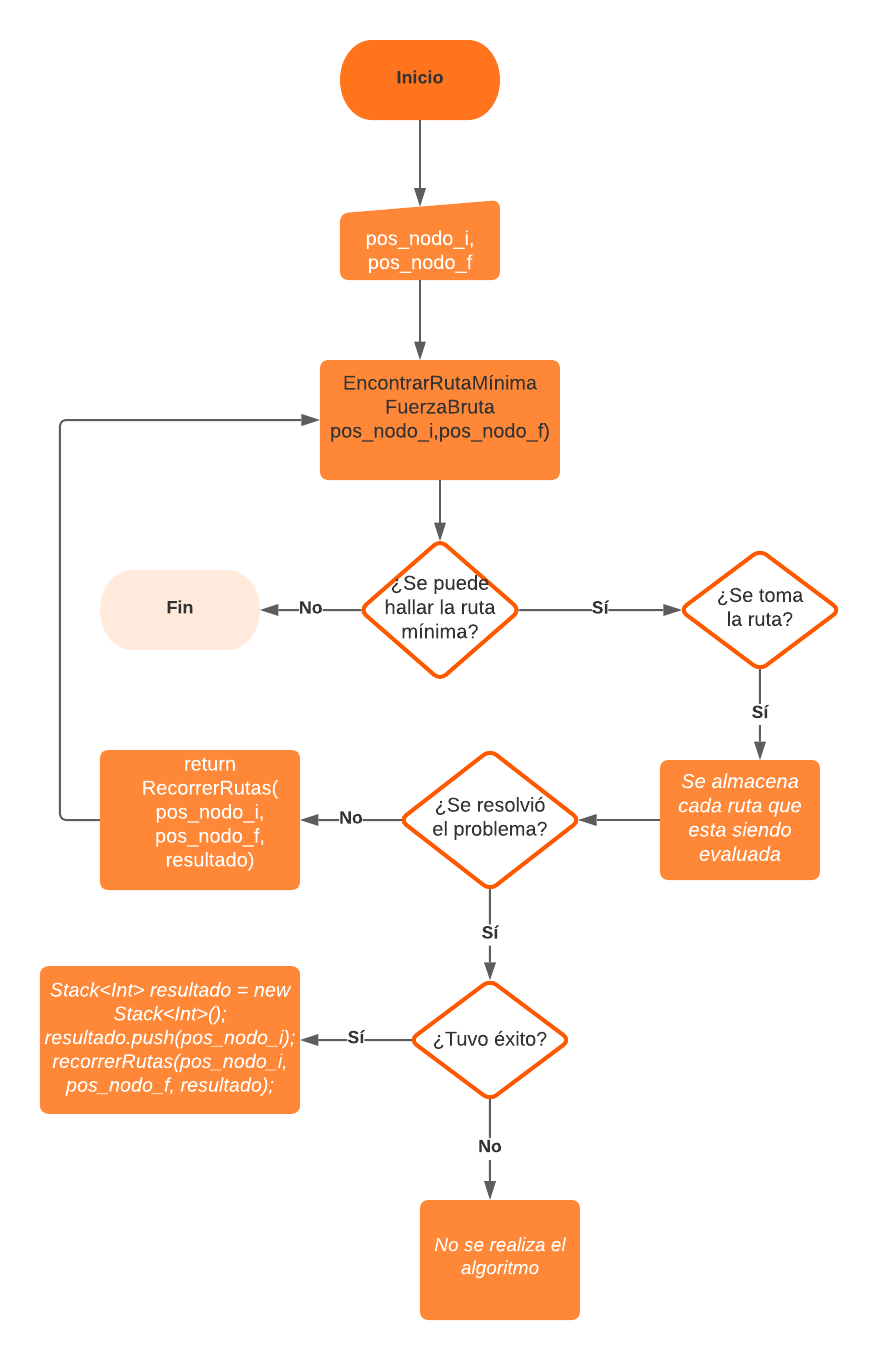 Inicio
pos_nodo_i,
pos_nodo_f
EncontrarRutaMínima
FuerzaBruta
pos_nodo_i,pos_nodo_f)
¿Se puede
hallar la ruta
mínima?
No
Fin
Sí
¿Se toma
la ruta?
Sí
Se almacena
cada ruta que
esta siendo
evaluada
¿Se resolvió
el problema?
No
return
RecorrerRutas(
pos_nodo_i,
pos_nodo_f,
resultado)
Sí
¿Tuvo éxito?
Sí
Stack<Int> resultado = new
Stack<Int>();
resultado.push(pos_nodo_i);
recorrerRutas(pos_nodo_i,
pos_nodo_f, resultado);
No
No se realiza el
algoritmo